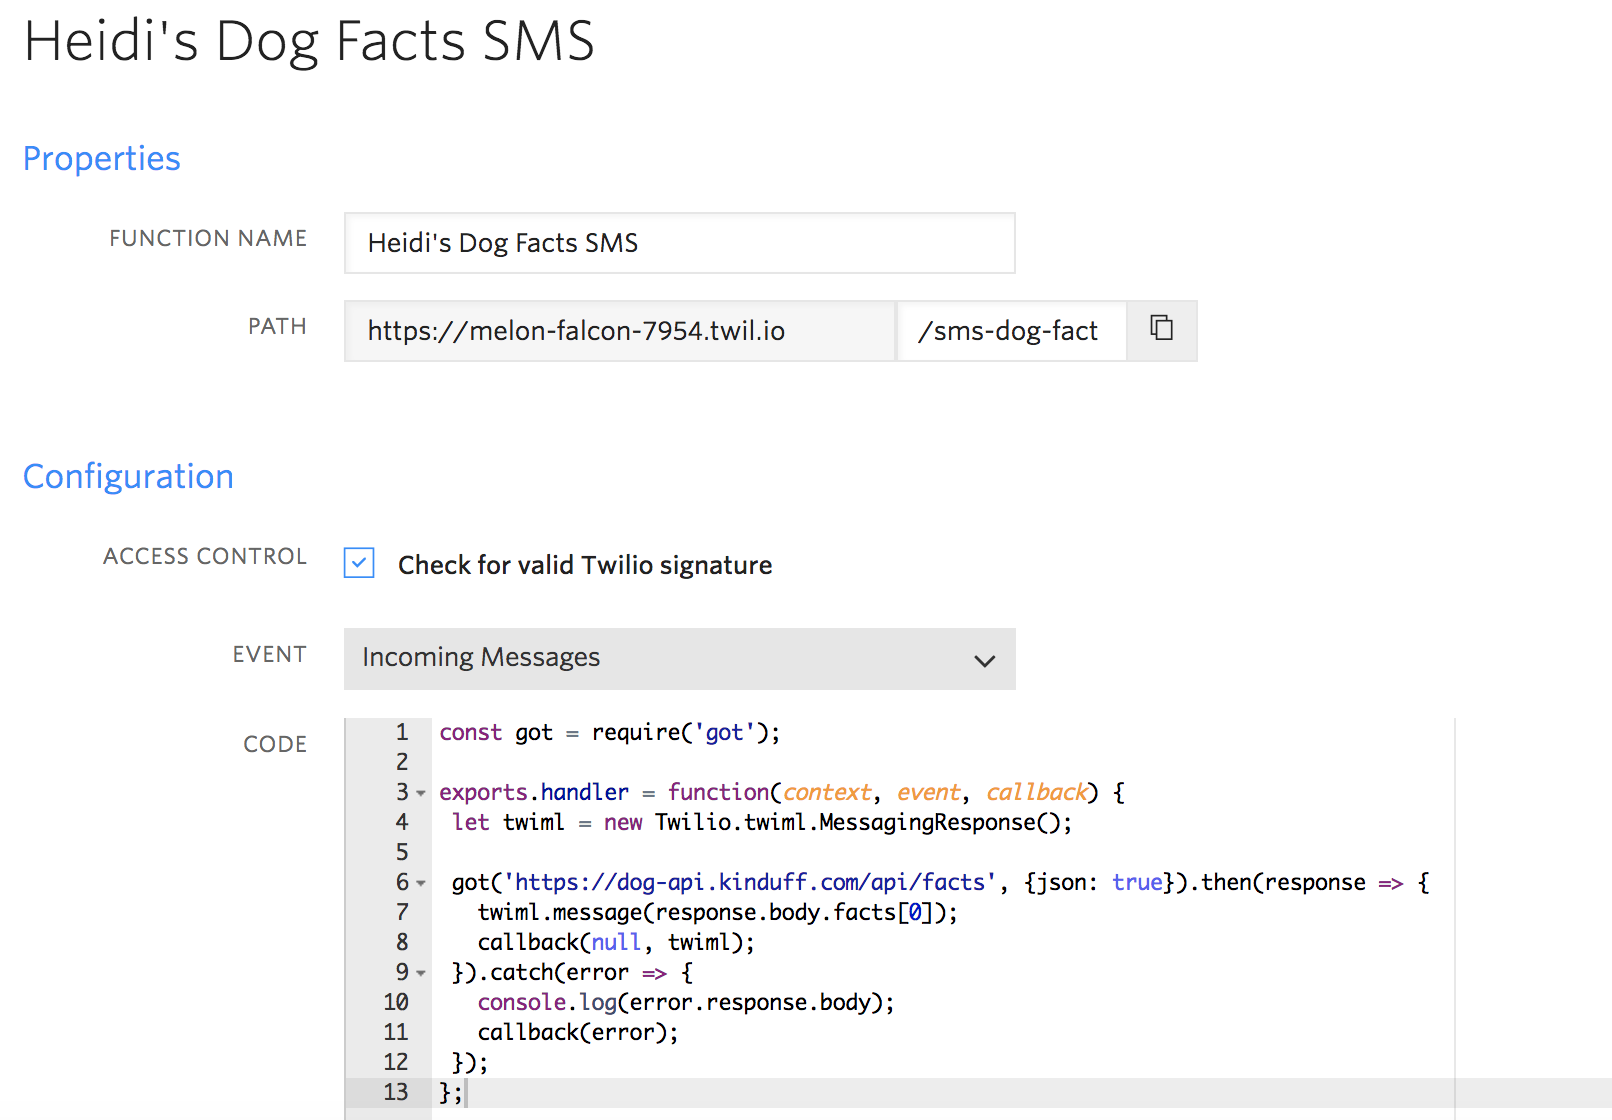 Heidi's Dog Facts SMS
Properties
FUNCTION NAME
Heidi's Dog Facts SMS
PATH
https://melon-falcon-7954.twil.io /sms-dog-fact
Configuration
ACCESS CONTROL
Check for valid Twilio signature
EVENT
Incoming Messages
CODE
1 const got = require('got');
2
3 exports.handler = function(context, event, callback) {
4  let twiml = new Twilio.twiml.MessagingResponse();
5
6  got('https://dog-api.kinduff.com/api/facts', {json: true}).then(response => {
7    twiml.message(response.body.facts[0]);
8    callback(null, twiml);
9  }).catch(error => {
10    console.log(error.response.body);
11    callback(error);
12  });
13 };